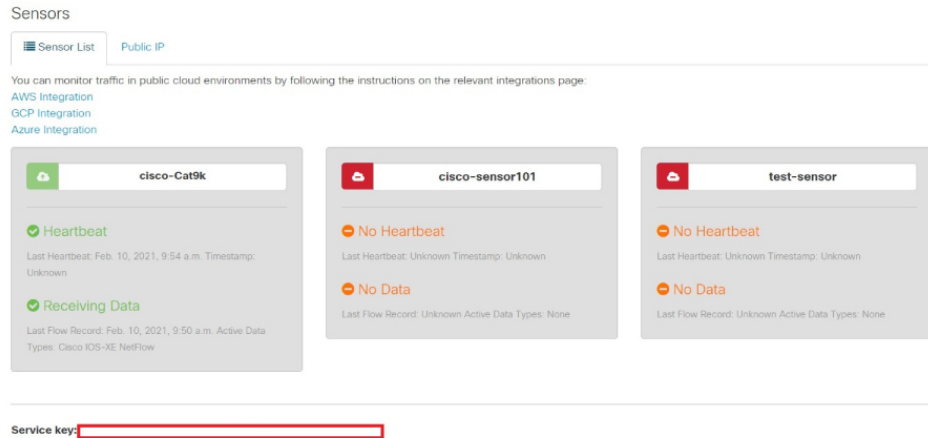 Sensors
Sensor List
Public IP
You can monitor traffic in public cloud environments by following the instructions on the relevant integrations page:
AWS Integration
GCP Integration
Azure Integration
cisco-Cat9k
Heartbeat
Last Heartbeat: Feb. 10, 2021, 9:54 a.m. Timestamp:
Unknown
Receiving Data
Last Flow Record: Feb. 10, 2021, 9:50 a.m. Active Data
Types: Cisco IOS-XE NetFlow
cisco-sensor101
No Heartbeat
Last Heartbeat: Unknown Timestamp: Unknown
No Data
Last Flow Record: Unknown Active Data Types: None
test-sensor
No Heartbeat
Last Heartbeat: Unknown Timestamp: Unknown
No Data
Last Flow Record: Unknown Active Data Types: None
Service key: